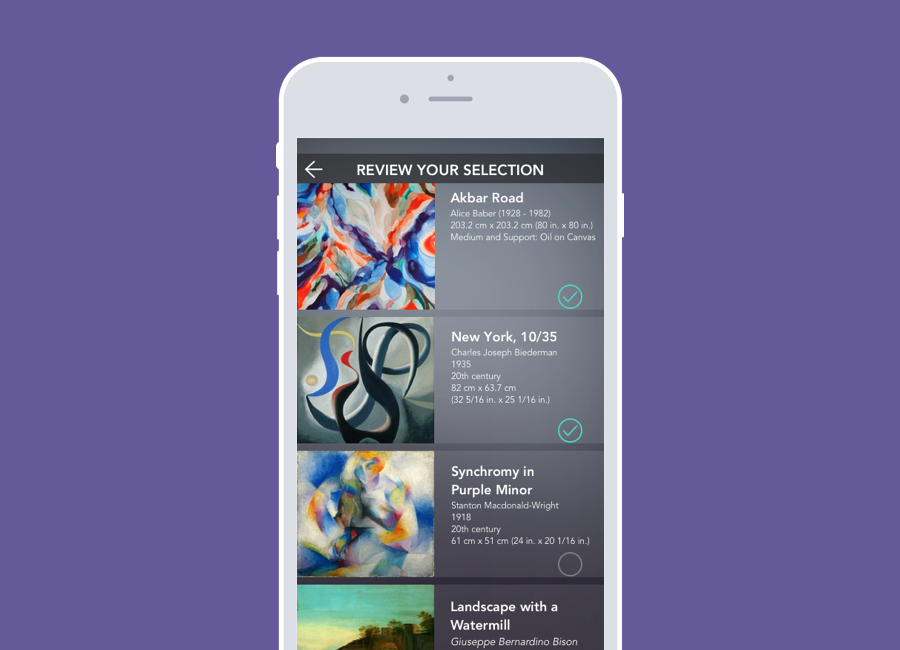 REVIEW YOUR SELECTION
Akbar Road
Alice Baber (1928 - 1982)
203.2 cm x 203.2 cm (80 in. x 80 in.)
Medium and Support: Oil on Canvas
New York, 10/35
Charles Joseph Biederman
1935
20th century
82 cm x 63.7 cm
(32 5/16 in. x 25 1/16 in.)
Synchromy in
Purple Minor
Stanton Macdonald-Wright
1918
20th century
61 cm x 51 cm (24 in. x 20 1/16 in.)
Landscape with a
Watermill
Giuseppe Bernardino Bison